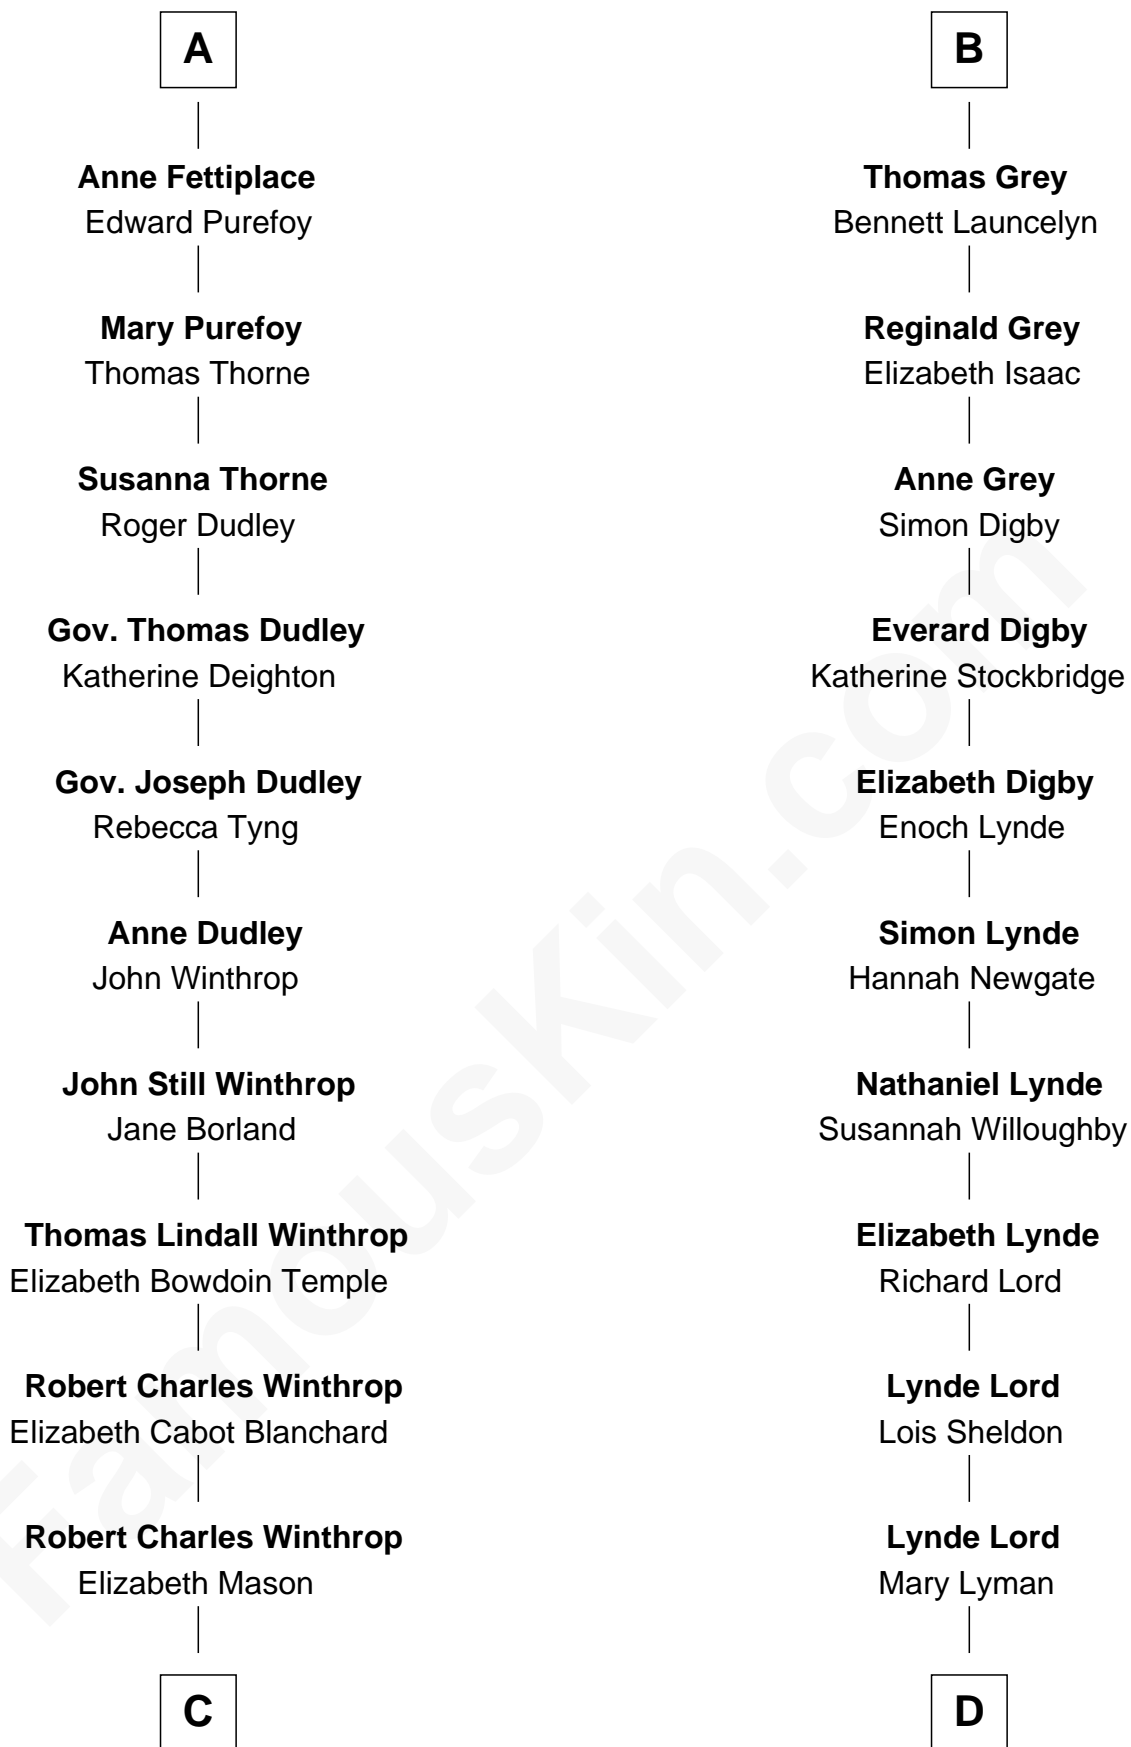 A
Anne Fettiplace
Edward Purefoy
Mary Purefoy
Thomas Thorne
Susanna Thorne
Roger Dudley
Gov. Thomas Dudley
Katherine Deighton
Gov. Joseph Dudley
Rebecca Tyng
Anne Dudley
John Winthrop
John Still Winthrop
Jane Borland
Thomas Lindall Winthrop
Elizabeth Bowdoin Temple
Robert Charles Winthrop
Elizabeth Cabot Blanchard
Robert Charles Winthrop
Elizabeth Mason
C
B
Thomas Grey
Bennett Launcelyn
Reginald Grey
Elizabeth Isaac
Anne Grey
Simon Digby
Everard Digby
Katherine Stockbridge
Elizabeth Digby
Enoch Lynde
Simon Lynde
Hannah Newgate
Nathaniel Lynde
Susannah Willoughby
Elizabeth Lynde
Richard Lord
Lynde Lord
Lois Sheldon
Lynde Lord
Mary Lyman
D
FamousKin.com